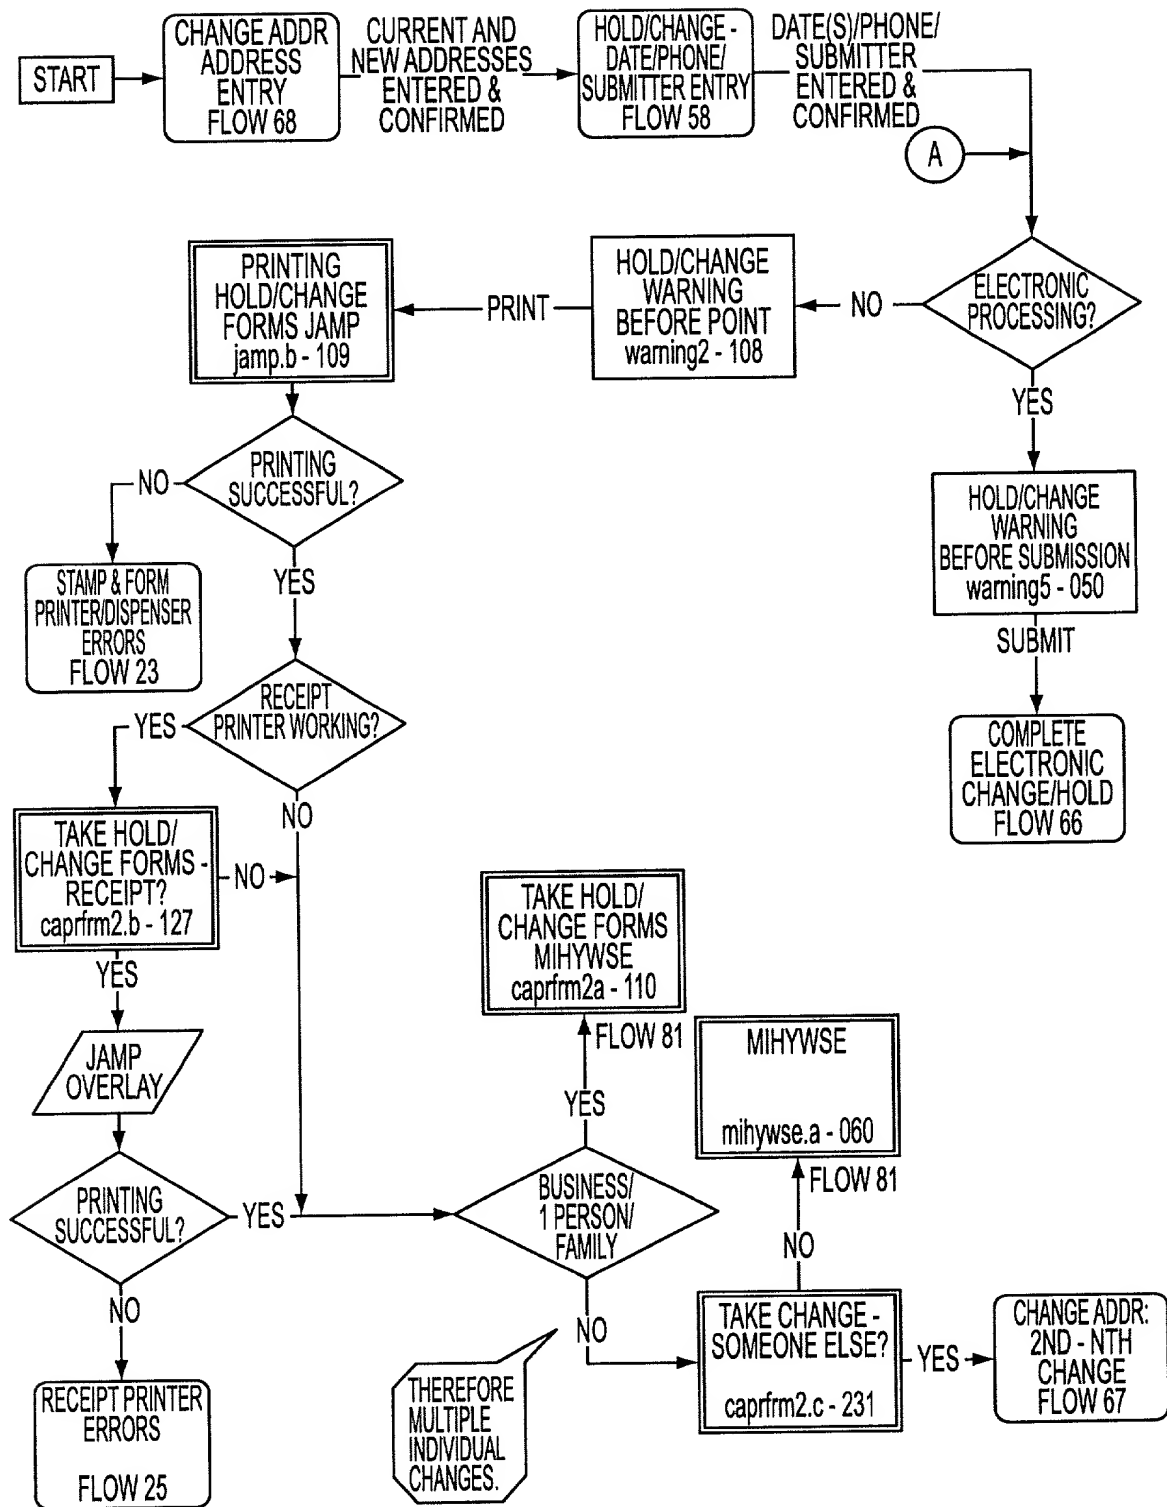 START
CHANGE ADDR
ADDRESS
ENTRY
FLOW 68
CURRENT AND
NEW ADDRESSES
ENTERED &
CONFIRMED
HOLD/CHANGE -
DATE/PHONE/
SUBMITTER ENTRY
FLOW 58
DATE(S)/PHONE/
SUBMITTER
ENTERED &
CONFIRMED
A
PRINTING
HOLD/CHANGE
FORMS JAMP
jamp.b - 109
PRINT
HOLD/CHANGE
WARNING
BEFORE POINT
warning2 - 108
NO
ELECTRONIC
PROCESSING?
YES
HOLD/CHANGE
WARNING
BEFORE SUBMISSION
warning5 - 050
SUBMIT
COMPLETE
ELECTRONIC
CHANGE/HOLD
FLOW 66
PRINTING
SUCCESSFUL?
NO
STAMP & FORM
PRINTER/DISPENSER
ERRORS
FLOW 23
YES
RECEIPT
PRINTER WORKING?
YES
NO
TAKE HOLD/
CHANGE FORMS -
RECEIPT?
caprfrm2.b - 127
NO
YES
JAMP
OVERLAY
PRINTING
SUCCESSFUL?
YES
NO
RECEIPT PRINTER
ERRORS
FLOW 25
TAKE HOLD/
CHANGE FORMS
MIHYWSE
caprfrm2a - 110
FLOW 81
YES
BUSINESS/
1 PERSON/
FAMILY
NO
THEREFORE
MULTIPLE
INDIVIDUAL
CHANGES.
MIHYWSE
mihywse.a - 060
FLOW 81
NO
TAKE CHANGE -
SOMEONE ELSE?
caprfrm2.c - 231
YES
CHANGE ADDR:
2ND - NTH
CHANGE
FLOW 67